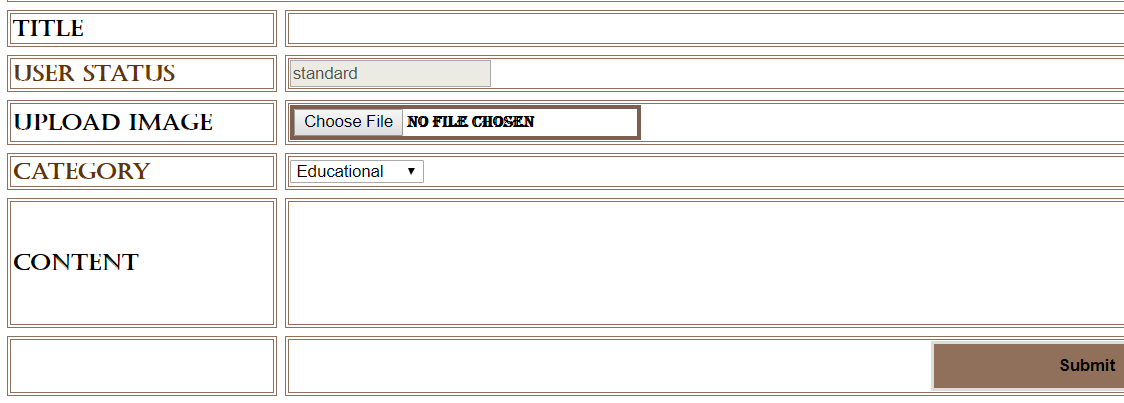 TITLE
USER STATUS standard
UPLOAD IMAGE Choose File NO FILE CHOSEN
CATEGORY Educational
CONTENT
Submit